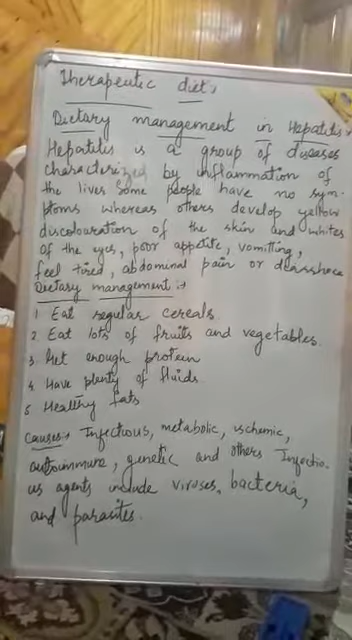 Therapeutic diet,
Dietary management in Hepatitis,
Hepatitis is a group of diseases
characterized by inflammation of
the lives Some people have no sym-
ptoms whereas others develop yellow
discolouration of the skin and whites
of the eyes, poor appetite, vomitting,
feel tired, abdominal pain or diarrhoea
Dietary management :-
1 Eat regular cereals.
2 Eat lots of fruits and vegetables.
3 Get enough protein
4 Have plenty of fluids
5 Healthy fats
Causes, Infectious, metabolic, ischemic,
autoimmune, genetic and others Infectio-
us agents include viruses, bacteria,
and parasites.